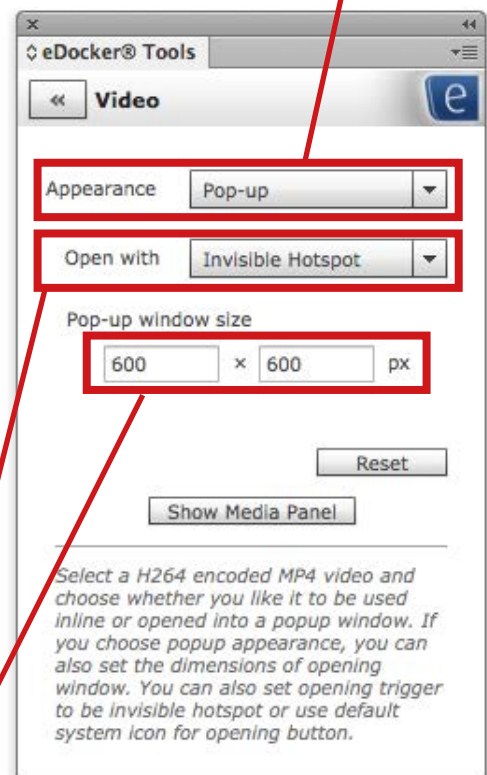 eDocker® Tools
« Video
e
Appearance Pop-up
Open with Invisible Hotspot
Pop-up window size
600 × 600 px
Reset
Show Media Panel
Select a H264 encoded MP4 video and
choose whether you like it to be used
inline or opened into a popup window. If
you choose popup appearance, you can
also set the dimensions of opening
window. You can also set opening trigger
to be invisible hotspot or use default
system icon for opening button.